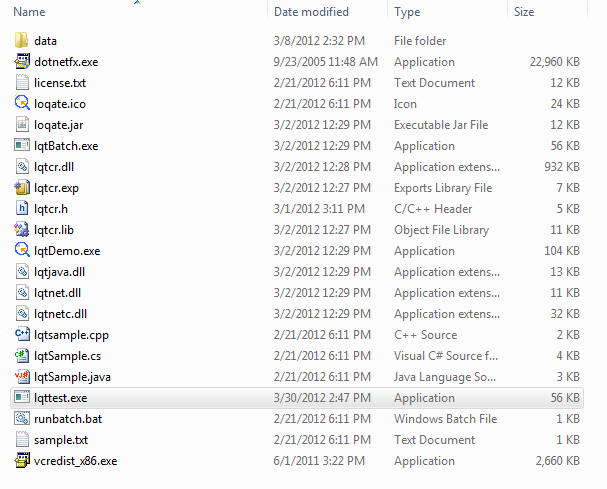 Name Date modified Type Size
data 3/8/2012 2:32 PM File folder
dotnetfx.exe 9/23/2005 11:48 AM Application 22,960 KB
license.txt 2/21/2012 6:11 PM Text Document 12 KB
loqate.ico 2/21/2012 6:11 PM Icon 24 KB
loqate.jar 3/2/2012 12:29 PM Executable Jar File 12 KB
lqtBatch.exe 3/2/2012 12:29 PM Application 56 KB
lqtcr.dll 3/2/2012 12:28 PM Application extens... 932 KB
lqtcr.exp 3/2/2012 12:27 PM Exports Library File 7 KB
lqtcr.h 3/1/2012 3:11 PM C/C++ Header 5 KB
lqtcr.lib 3/2/2012 12:27 PM Object File Library 11 KB
lqtDemo.exe 3/2/2012 12:29 PM Application 104 KB
lqtjava.dll 3/2/2012 12:29 PM Application extens... 13 KB
lqtnet.dll 3/2/2012 12:29 PM Application extens... 11 KB
lqtnetc.dll 3/2/2012 12:29 PM Application extens... 32 KB
lqtsample.cpp 2/21/2012 6:11 PM C++ Source 2 KB
lqtSample.cs 2/21/2012 6:11 PM Visual C# Source f... 4 KB
lqtSample.java 2/21/2012 6:11 PM Java Language So... 3 KB
lqttest.exe 3/30/2012 2:47 PM Application 56 KB
runbatch.bat 2/21/2012 6:11 PM Windows Batch File 1 KB
sample.txt 2/21/2012 6:11 PM Text Document 1 KB
vcredist_x86.exe 6/1/2011 3:22 PM Application 2,660 KB